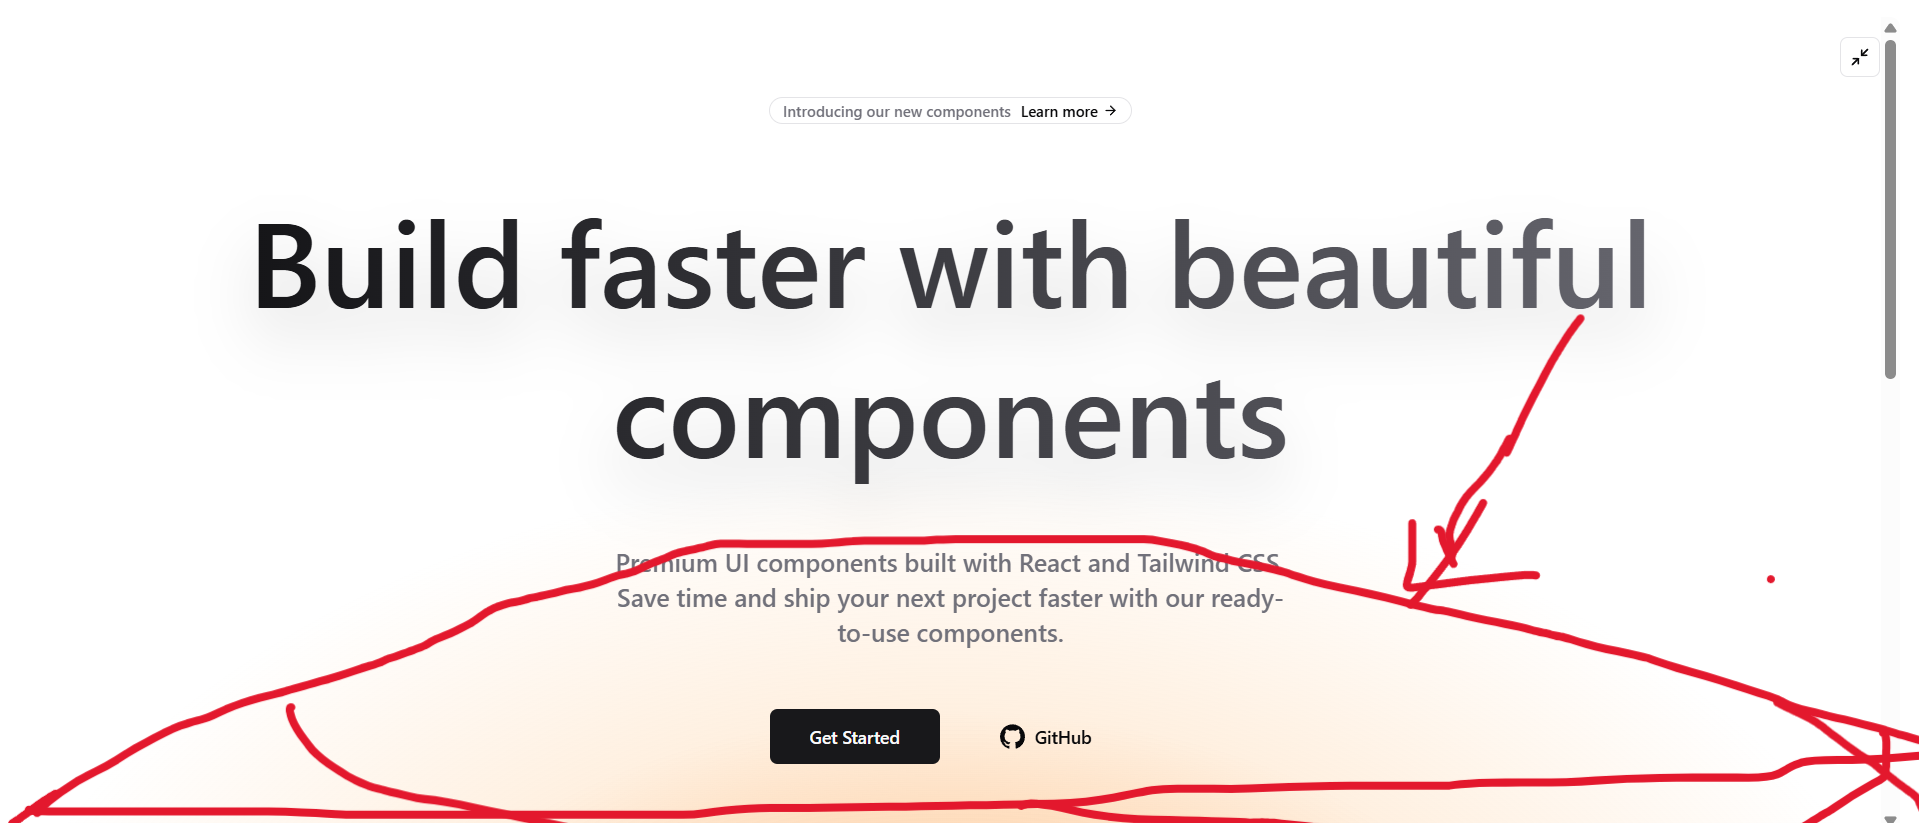 Introducing our new components Learn more →
Build faster with beautiful
components
Premium UI components built with React and Tailwind CSS.
Save time and ship your next project faster with our ready-
to-use components.
Get Started
GitHub